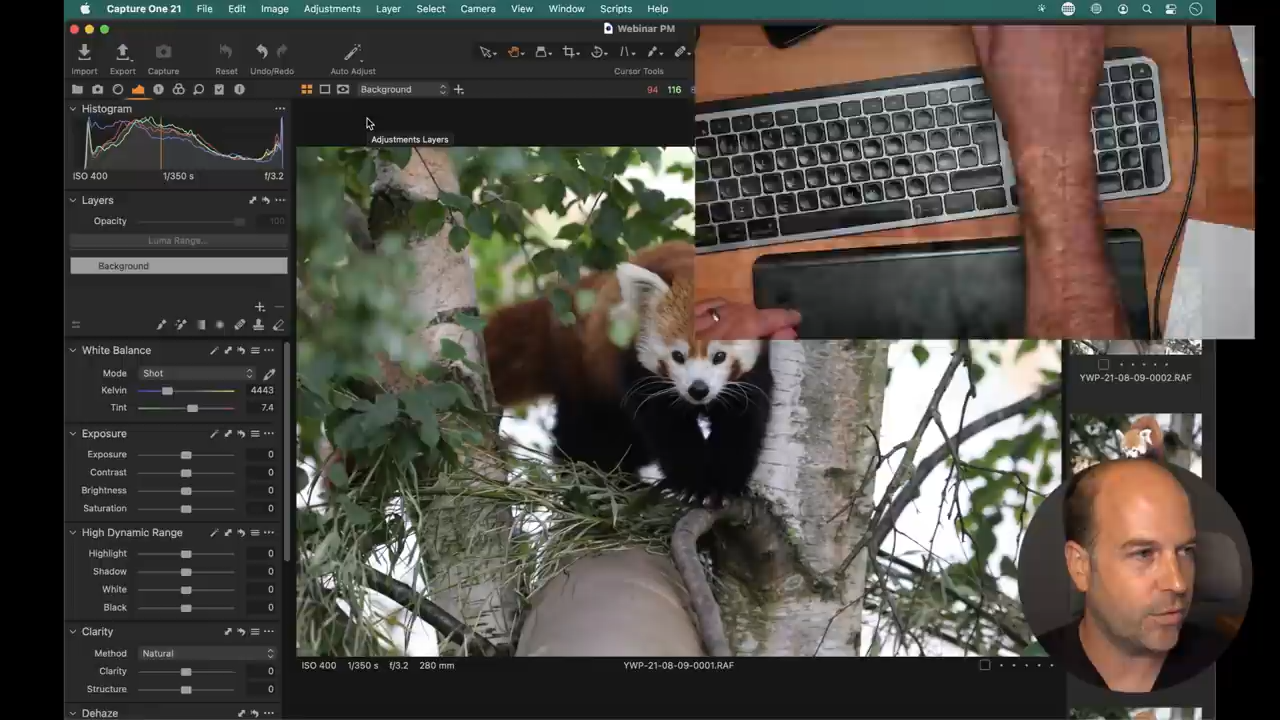 Capture One 21 File Edit Image Adjustments Layer Select Camera View Window Scripts Help
Webinar PM
Import Export Capture Reset Undo/Redo Auto Adjust Cursor Tools
Background 94 116
Adjustments Layers
Histogram
ISO 400 1/350 s f/3.2
Layers
Opacity 100
Luma Range...
Background
White Balance
Mode Shot
Kelvin 4443
Tint 7.4
Exposure
Exposure 0
Contrast 0
Brightness 0
Saturation 0
High Dynamic Range
Highlight 0
Shadow 0
White 0
Black 0
Clarity
Method Natural
Clarity 0
Structure 0
Dehaze
ISO 400 1/350 s f/3.2 280 mm YWP-21-08-09-0001.RAF
YWP-21-08-09-0002.RAF